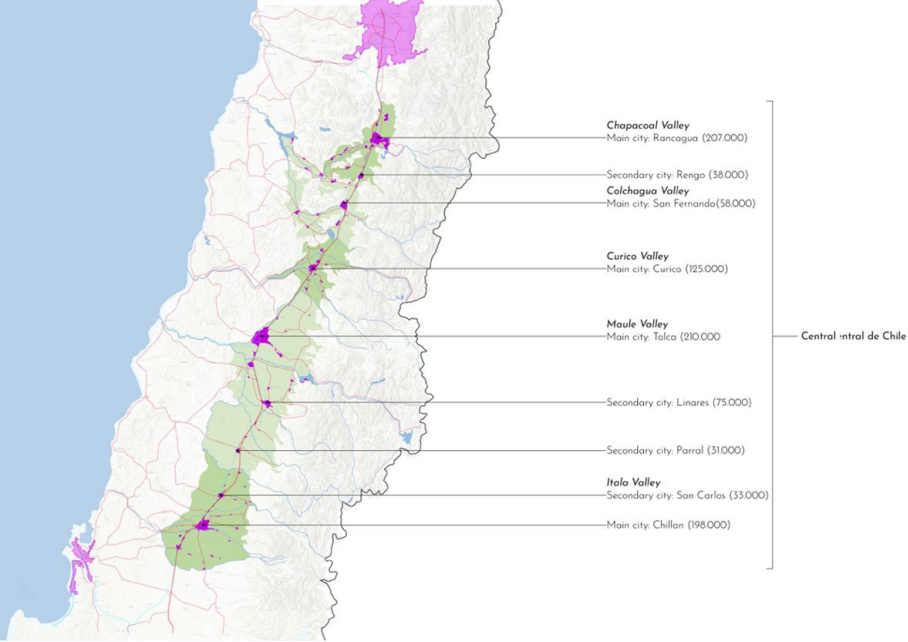 Chapacoal Valley
Main city: Rancagua (207.000)
Secondary city: Rengo (38.000)
Colchagua Valley
Main city: San Fernando(58.000)
Curico Valley
Main city: Curico (125.000)
Maule Valley
Main city: Talca (210.000
Central ntral de Chile
Secondary city: Linares (75.000)
Secondary city: Parral (31.000)
Itala Valley
Secondary city: San Carlos (33.000)
Main city: Chillan (198.000)